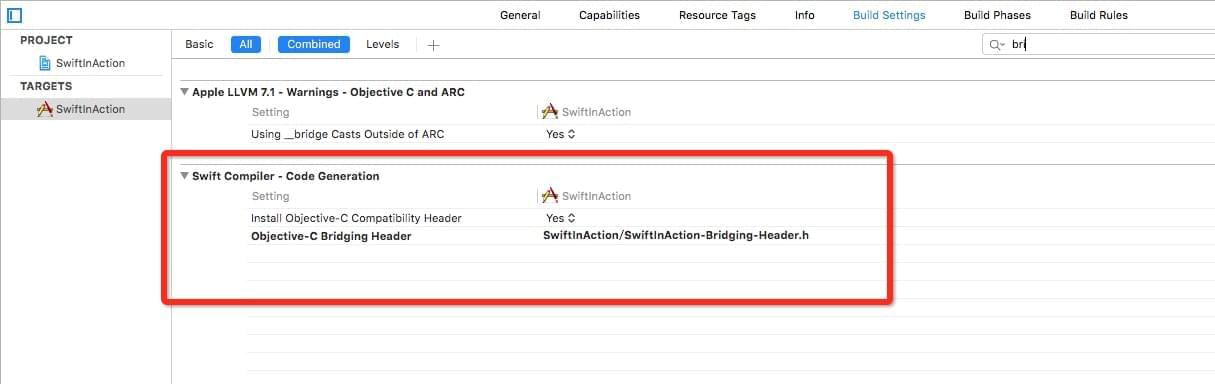 General Capabilities Resource Tags Info Build Settings Build Phases Build Rules
PROJECT
SwiftInAction
TARGETS
SwiftInAction
Basic All Combined Levels + bri
Apple LLVM 7.1 - Warnings - Objective C and ARC
Setting SwiftInAction
Using __bridge Casts Outside of ARC Yes
Swift Compiler - Code Generation
Setting SwiftInAction
Install Objective-C Compatibility Header Yes
Objective-C Bridging Header SwiftInAction/SwiftInAction-Bridging-Header.h